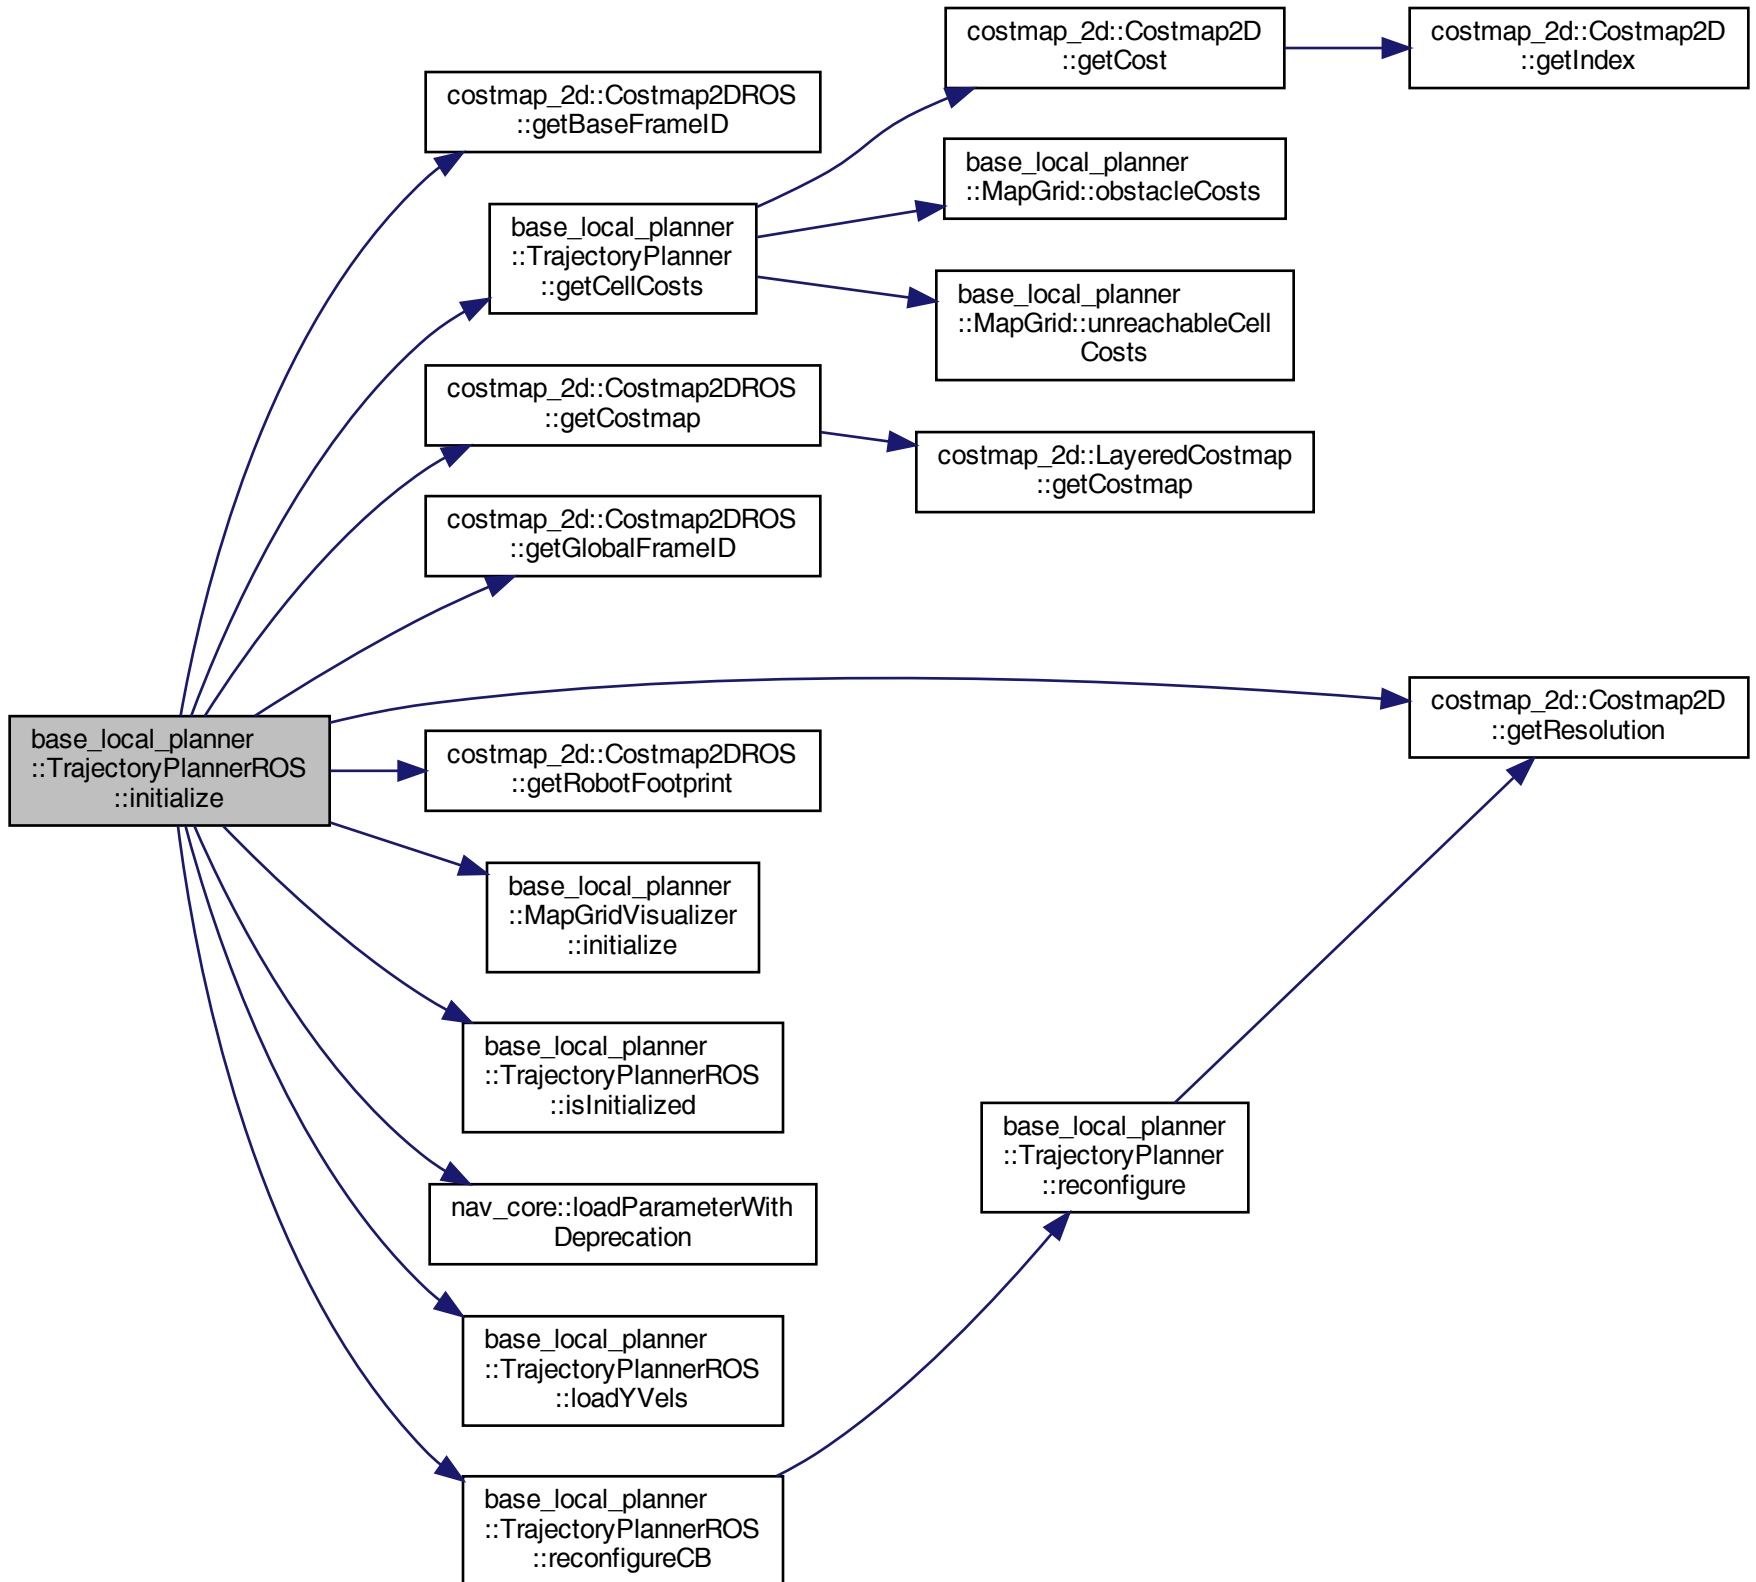 costmap_2d::Costmap2D
::getCost
costmap_2d::Costmap2D
::getIndex
costmap_2d::Costmap2DROS
::getBaseFrameID
base_local_planner
::MapGrid::obstacleCosts
base_local_planner
::TrajectoryPlanner
::getCellCosts
base_local_planner
::MapGrid::unreachableCell
Costs
costmap_2d::Costmap2DROS
::getCostmap
costmap_2d::LayeredCostmap
::getCostmap
costmap_2d::Costmap2DROS
::getGlobalFrameID
costmap_2d::Costmap2D
::getResolution
base_local_planner
::TrajectoryPlannerROS
::initialize
costmap_2d::Costmap2DROS
::getRobotFootprint
base_local_planner
::MapGridVisualizer
::initialize
base_local_planner
::TrajectoryPlannerROS
::isInitialized
base_local_planner
::TrajectoryPlanner
::reconfigure
nav_core::loadParameterWith
Deprecation
base_local_planner
::TrajectoryPlannerROS
::loadYVels
base_local_planner
::TrajectoryPlannerROS
::reconfigureCB